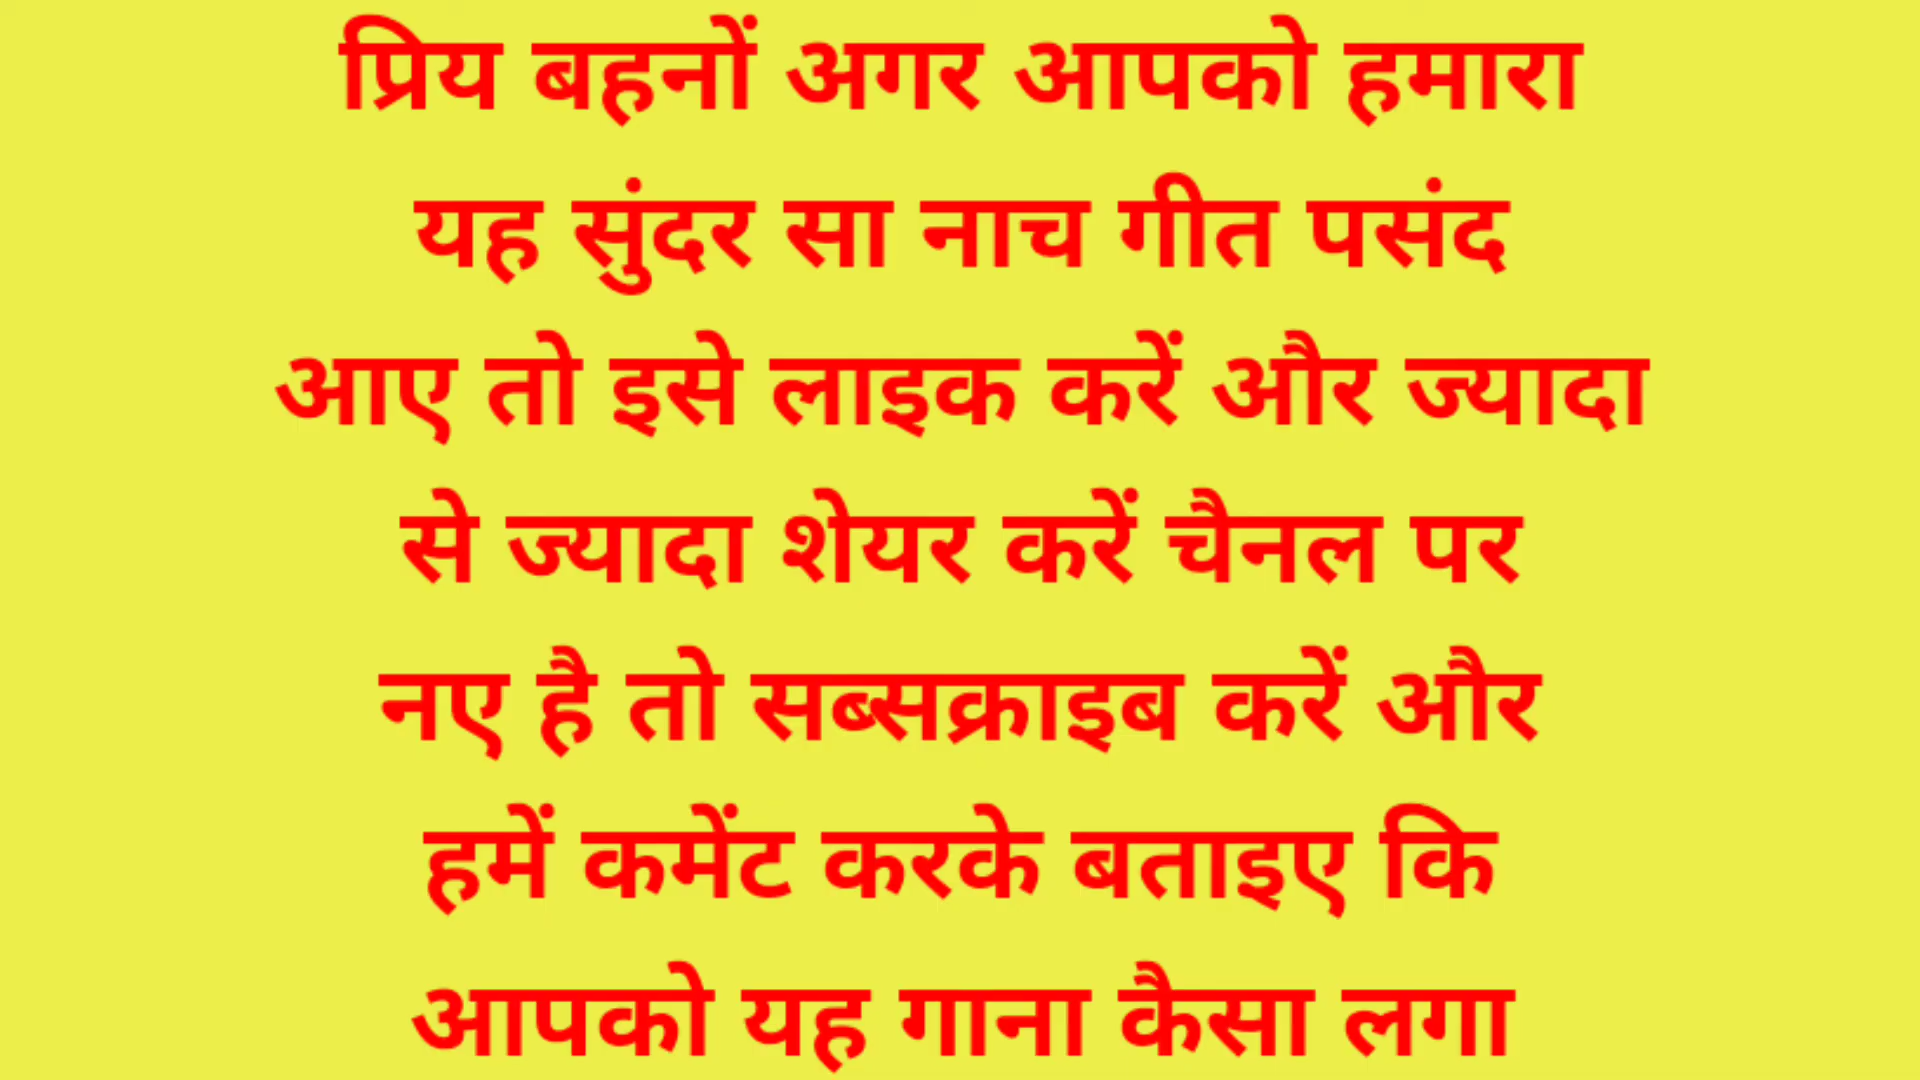 प्रिय बहनों अगर आपको हमारा
यह सुंदर सा नाच गीत पसंद
आए तो इसे लाइक करें और ज्यादा
से ज्यादा शेयर करें चैनल पर
नए है तो सब्सक्राइब करें और
हमें कमेंट करके बताइए कि
आपको यह गाना कैसा लगा